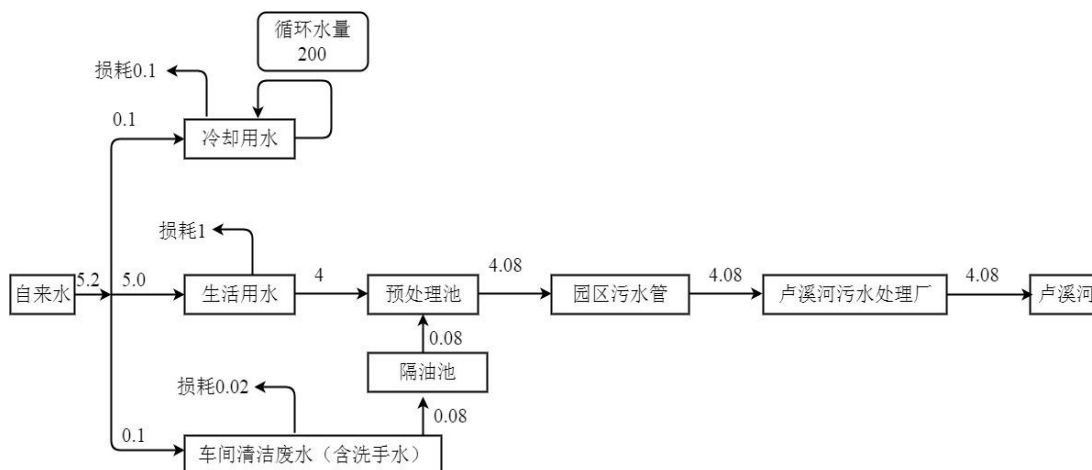 循环水量
200
损耗0.1
0.1
冷却用水
损耗1
自来水
5.2
5.0
生活用水
4
预处理池
4.08
园区污水管
4.08
卢溪河污水处理厂
4.08
卢溪河
0.08
隔油池
损耗0.02
0.08
0.1
车间清洁废水（含洗手水）